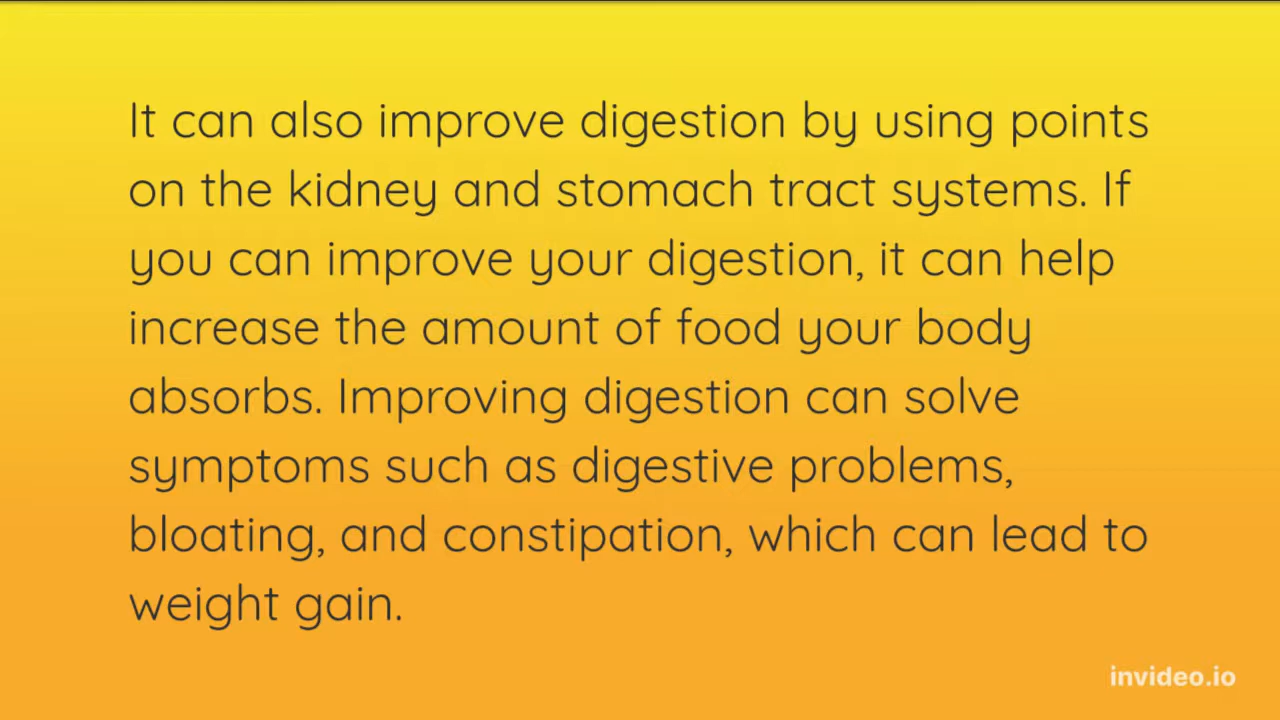 It can also improve digestion by using points
on the kidney and stomach tract systems. If
you can improve your digestion, it can help
increase the amount of food your body
absorbs. Improving digestion can solve
symptoms such as digestive problems,
bloating, and constipation, which can lead to
weight gain.
invideo.io